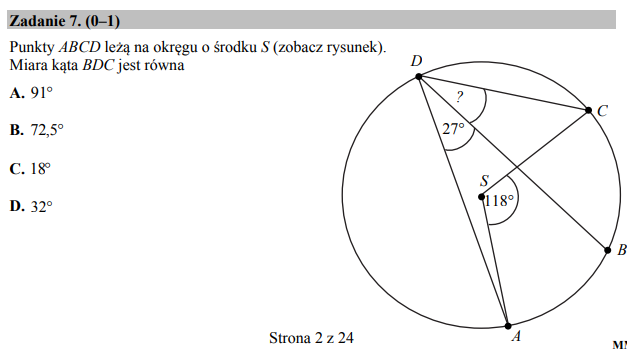 Zadanie 7. (0–1)
Punkty ABCD leżą na okręgu o środku S (zobacz rysunek).
Miara kąta BDC jest równa
A. 91°
B. 72,5°
C. 18°
D. 32°
D
?
C
27°
S
118°
B
A
Strona 2 z 24